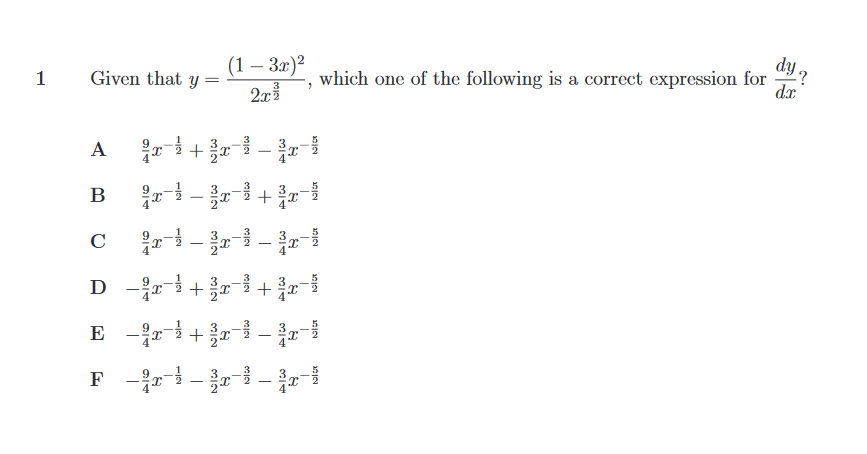 1 Given that $y = \frac{(1-3x)^2}{2x^{\frac{3}{2}}}$, which one of the following is a correct expression for $\frac{dy}{dx}$?
A $\frac{9}{4}x^{-\frac{1}{2}} + \frac{3}{2}x^{-\frac{3}{2}} - \frac{3}{4}x^{-\frac{5}{2}}$
B $\frac{9}{4}x^{-\frac{1}{2}} - \frac{3}{2}x^{-\frac{3}{2}} + \frac{3}{4}x^{-\frac{5}{2}}$
C $\frac{9}{4}x^{-\frac{1}{2}} - \frac{3}{2}x^{-\frac{3}{2}} - \frac{3}{4}x^{-\frac{5}{2}}$
D $-\frac{9}{4}x^{-\frac{1}{2}} + \frac{3}{2}x^{-\frac{3}{2}} + \frac{3}{4}x^{-\frac{5}{2}}$
E $-\frac{9}{4}x^{-\frac{1}{2}} + \frac{3}{2}x^{-\frac{3}{2}} - \frac{3}{4}x^{-\frac{5}{2}}$
F $-\frac{9}{4}x^{-\frac{1}{2}} - \frac{3}{2}x^{-\frac{3}{2}} - \frac{3}{4}x^{-\frac{5}{2}}$